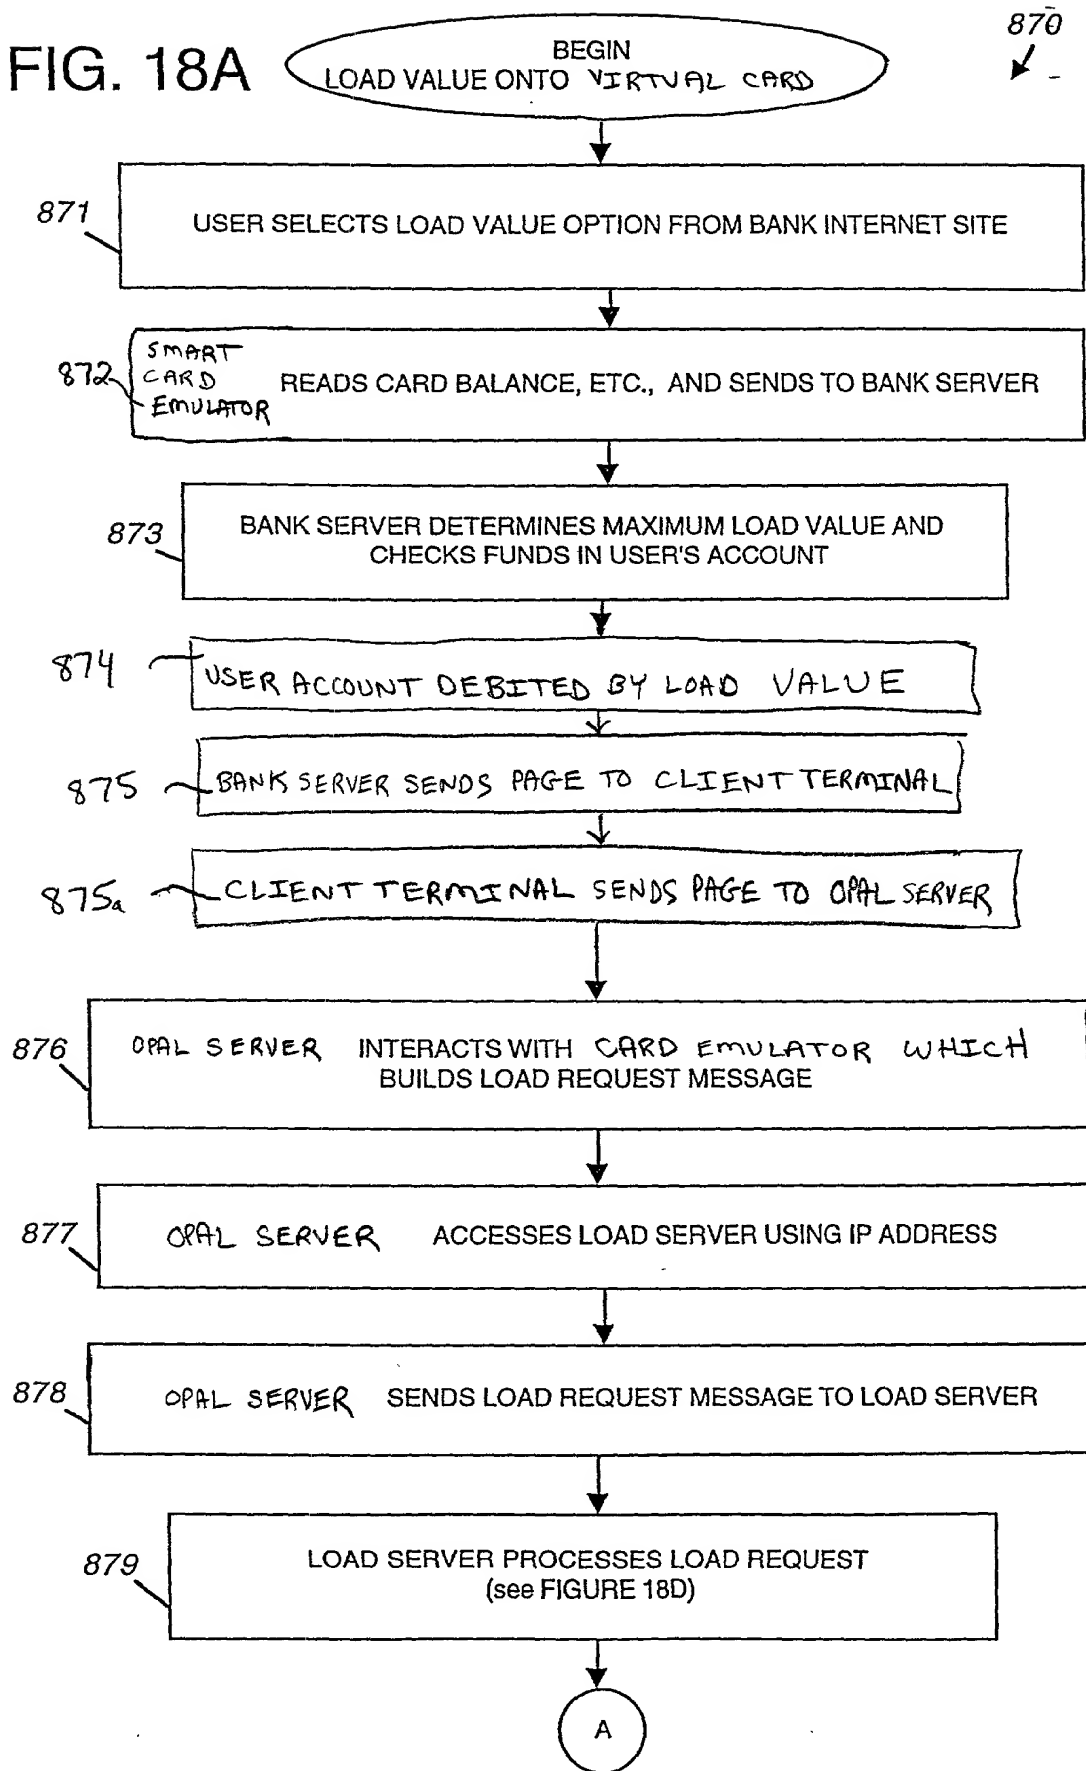 870
FIG. 18A
BEGIN
LOAD VALUE ONTO VIRTUAL CARD
871
USER SELECTS LOAD VALUE OPTION FROM BANK INTERNET SITE
872
SMART
CARD
EMULATOR
READS CARD BALANCE, ETC., AND SENDS TO BANK SERVER
873
BANK SERVER DETERMINES MAXIMUM LOAD VALUE AND
CHECKS FUNDS IN USER'S ACCOUNT
874
USER ACCOUNT DEBITED BY LOAD VALUE
875
BANK SERVER SENDS PAGE TO CLIENT TERMINAL
875a
CLIENT TERMINAL SENDS PAGE TO OPAL SERVER
876
OPAL SERVER INTERACTS WITH CARD EMULATOR WHICH
BUILDS LOAD REQUEST MESSAGE
877
OPAL SERVER ACCESSES LOAD SERVER USING IP ADDRESS
878
OPAL SERVER SENDS LOAD REQUEST MESSAGE TO LOAD SERVER
879
LOAD SERVER PROCESSES LOAD REQUEST
(see FIGURE 18D)
A